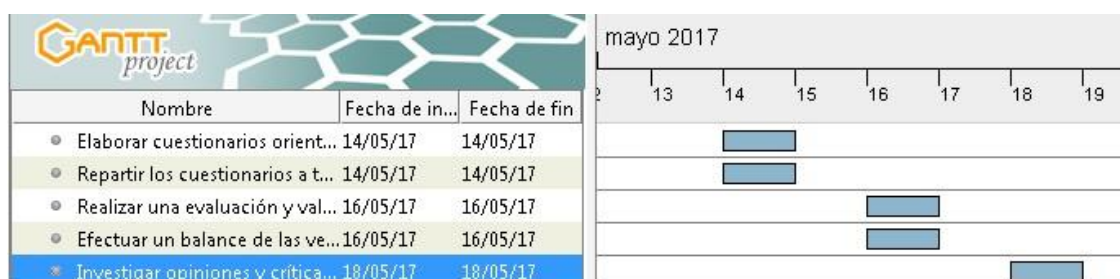 GANTT
project
mayo 2017
2 13 14 15 16 17 18 19
Nombre Fecha de in... Fecha de fin
Elaborar cuestionarios orient... 14/05/17 14/05/17
Repartir los cuestionarios a t... 14/05/17 14/05/17
Realizar una evaluación y val... 16/05/17 16/05/17
Efectuar un balance de las ve... 16/05/17 16/05/17
Investigar opiniones y crítica... 18/05/17 18/05/17